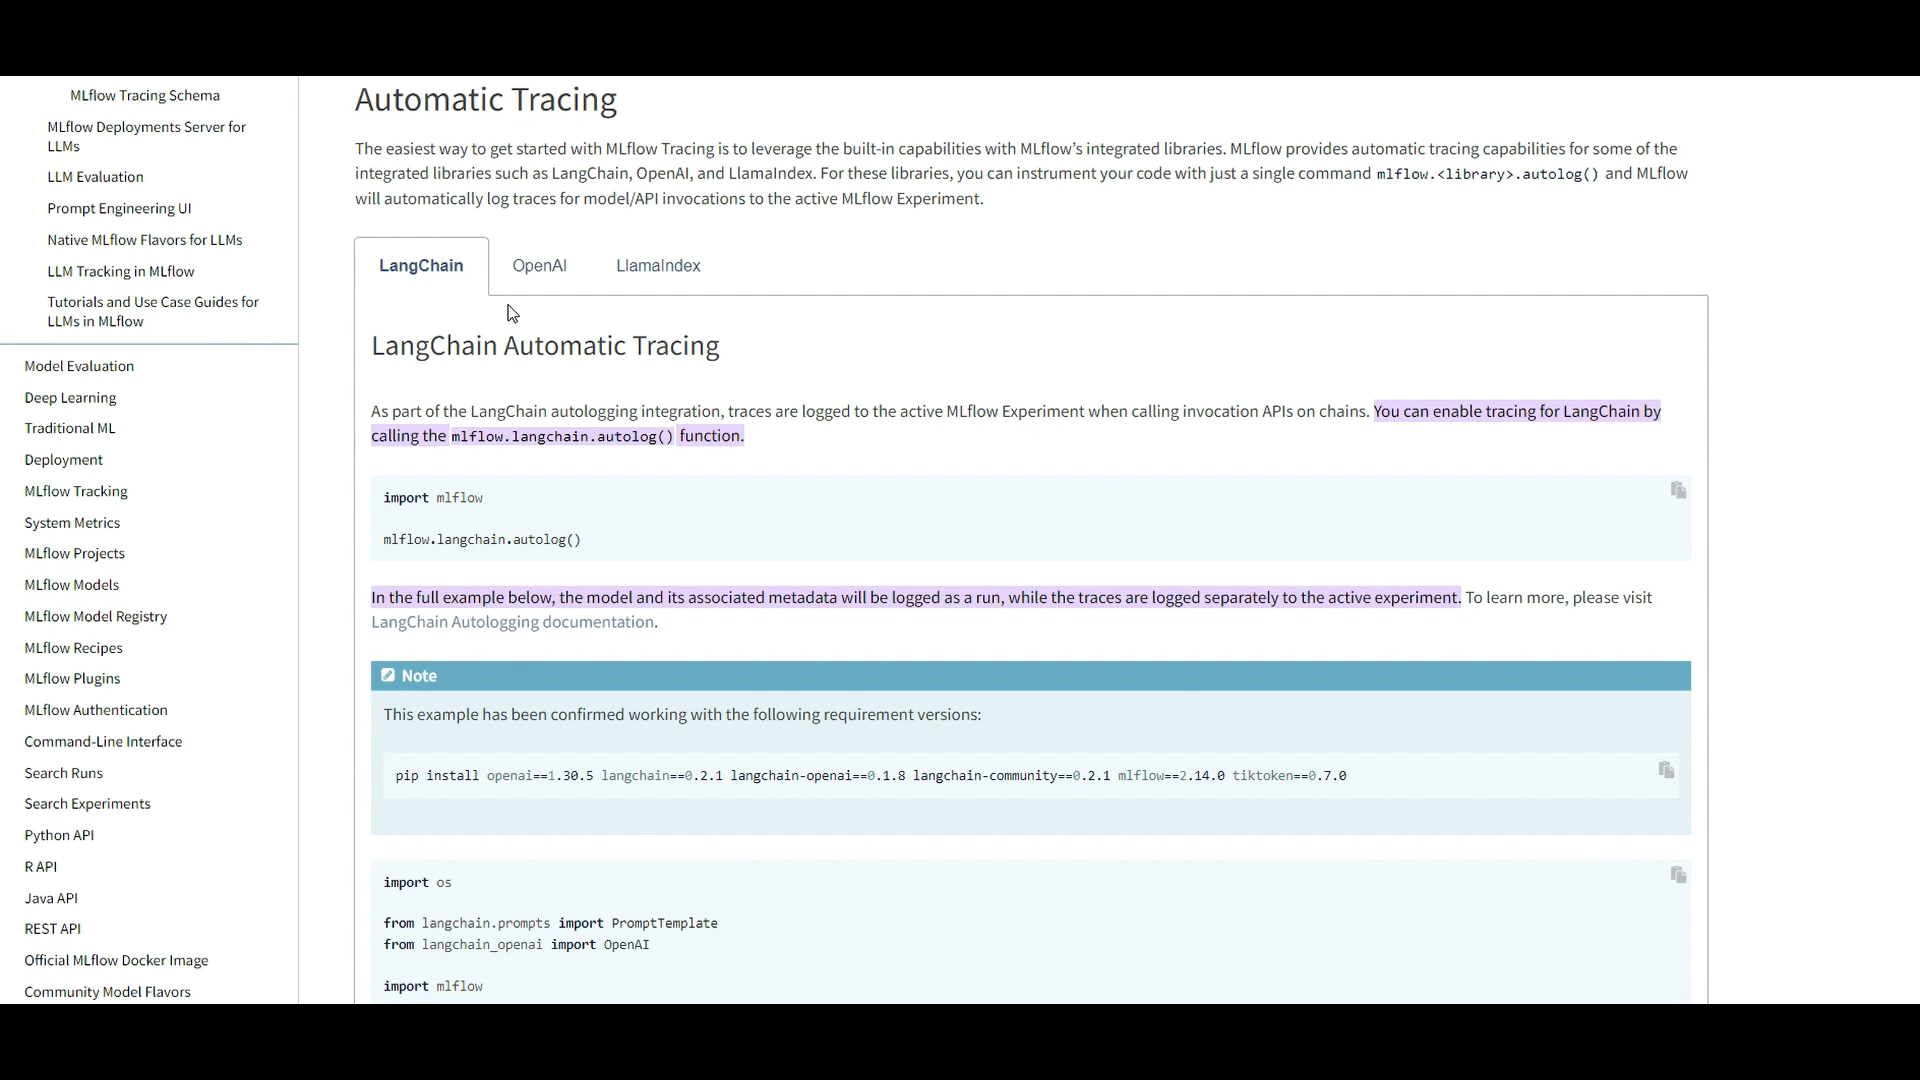 MLflow Tracing Schema
MLflow Deployments Server for
LLMs
LLM Evaluation
Prompt Engineering UI
Native MLflow Flavors for LLMs
LLM Tracking in MLflow
Tutorials and Use Case Guides for
LLMs in MLflow
Model Evaluation
Deep Learning
Traditional ML
Deployment
MLflow Tracking
System Metrics
MLflow Projects
MLflow Models
MLflow Model Registry
MLflow Recipes
MLflow Plugins
MLflow Authentication
Command-Line Interface
Search Runs
Search Experiments
Python API
R API
Java API
REST API
Official MLflow Docker Image
Community Model Flavors
Automatic Tracing
The easiest way to get started with MLflow Tracing is to leverage the built-in capabilities with MLflow’s integrated libraries. MLflow provides automatic tracing capabilities for some of the
integrated libraries such as LangChain, OpenAI, and LlamaIndex. For these libraries, you can instrument your code with just a single command mlflow.<library>.autolog() and MLflow
will automatically log traces for model/API invocations to the active MLflow Experiment.
LangChain OpenAI LlamaIndex
LangChain Automatic Tracing
As part of the LangChain autologging integration, traces are logged to the active MLflow Experiment when calling invocation APIs on chains. You can enable tracing for LangChain by
calling the mlflow.langchain.autolog() function.
import mlflow
mlflow.langchain.autolog()
In the full example below, the model and its associated metadata will be logged as a run, while the traces are logged separately to the active experiment. To learn more, please visit
LangChain Autologging documentation.
Note
This example has been confirmed working with the following requirement versions:
pip install openai==1.30.5 langchain==0.2.1 langchain-openai==0.1.8 langchain-community==0.2.1 mlflow==2.14.0 tiktoken==0.7.0
import os
from langchain.prompts import PromptTemplate
from langchain_openai import OpenAI
import mlflow